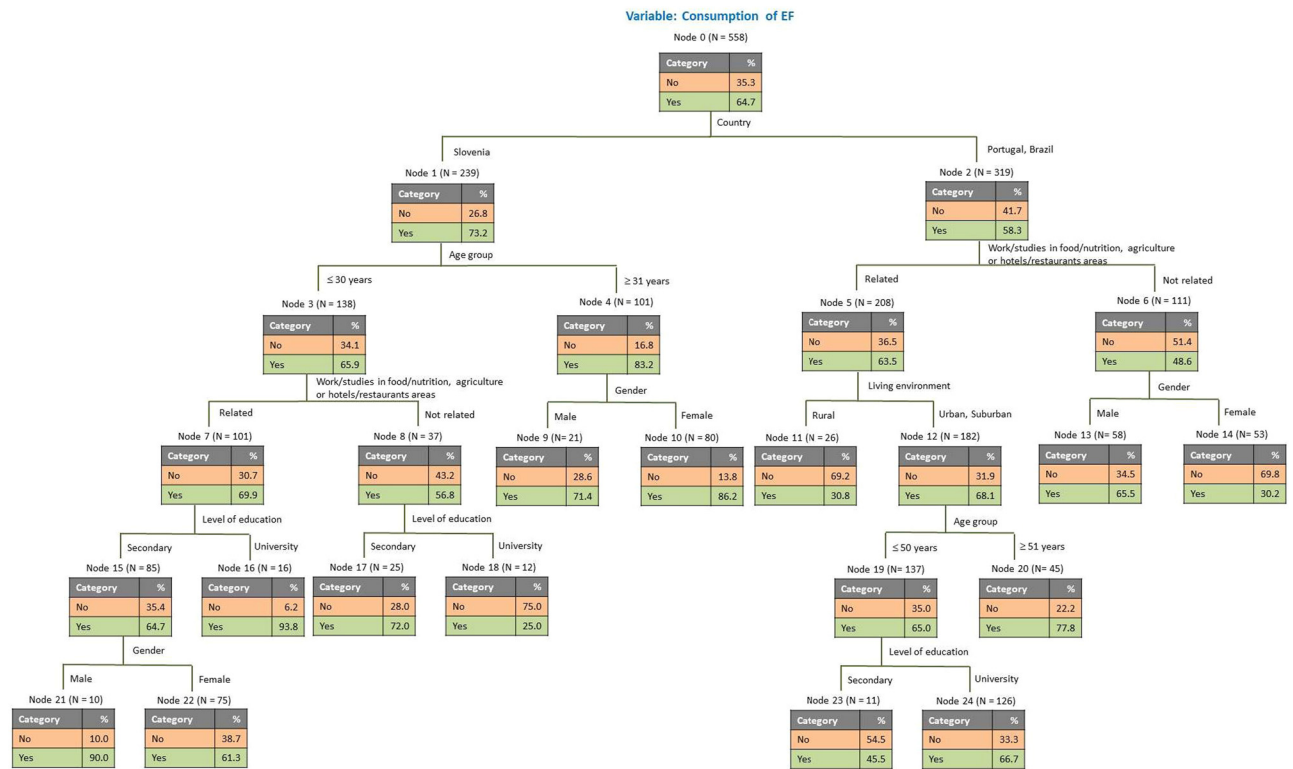 Variable: Consumption of EF
Node 0 (N = 558)
Category %
No 35.3
Yes 64.7
Country
Slovenia
Portugal, Brazil
Node 1 (N = 239)
Category %
No 26.8
Yes 73.2
Node 2 (N = 319)
Category %
No 41.7
Yes 58.3
Age group
Work/studies in food/nutrition, agriculture
or hotels/restaurants areas
≤ 30 years
≥ 31 years
Related
Not related
Node 3 (N = 138)
Category %
No 34.1
Yes 65.9
Node 4 (N = 101)
Category %
No 16.8
Yes 83.2
Node 5 (N = 208)
Category %
No 36.5
Yes 63.5
Node 6 (N = 111)
Category %
No 51.4
Yes 48.6
Work/studies in food/nutrition, agriculture
or hotels/restaurants areas
Gender
Living environment
Gender
Related
Not related
Male
Female
Rural
Urban, Suburban
Male
Female
Node 7 (N = 101)
Category %
No 30.7
Yes 69.9
Node 8 (N = 37)
Category %
No 43.2
Yes 56.8
Node 9 (N= 21)
Category %
No 28.6
Yes 71.4
Node 10 (N= 80)
Category %
No 13.8
Yes 86.2
Node 11 (N = 26)
Category %
No 69.2
Yes 30.8
Node 12 (N = 182)
Category %
No 31.9
Yes 68.1
Node 13 (N= 58)
Category %
No 34.5
Yes 65.5
Node 14 (N= 53)
Category %
No 69.8
Yes 30.2
Level of education
Level of education
Age group
Secondary
University
Secondary
University
≤ 50 years
≥ 51 years
Node 15 (N = 85)
Category %
No 35.4
Yes 64.7
Node 16 (N = 16)
Category %
No 6.2
Yes 93.8
Node 17 (N = 25)
Category %
No 28.0
Yes 72.0
Node 18 (N = 12)
Category %
No 75.0
Yes 25.0
Node 19 (N = 137)
Category %
No 35.0
Yes 65.0
Node 20 (N= 45)
Category %
No 22.2
Yes 77.8
Gender
Level of education
Male
Female
Secondary
University
Node 21 (N = 10)
Category %
No 10.0
Yes 90.0
Node 22 (N = 75)
Category %
No 38.7
Yes 61.3
Node 23 (N = 11)
Category %
No 54.5
Yes 45.5
Node 24 (N = 126)
Category %
No 33.3
Yes 66.7